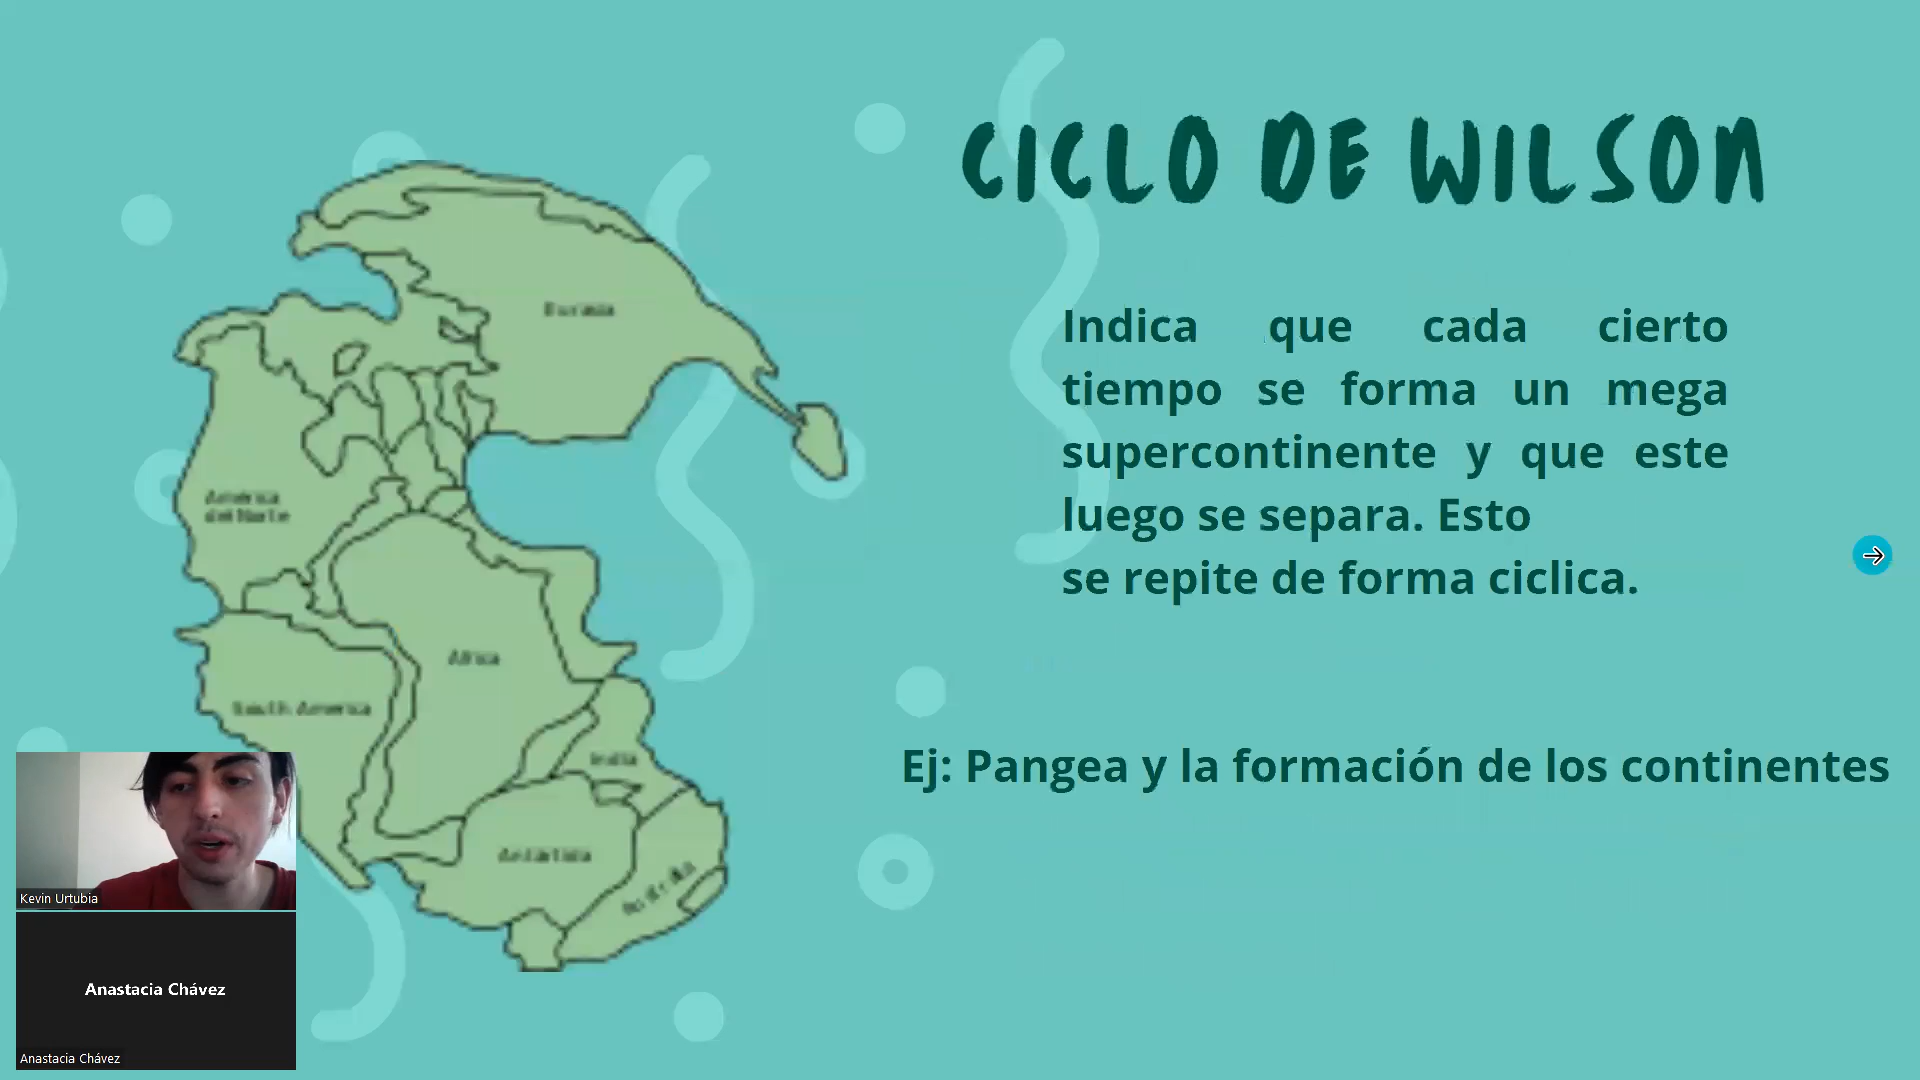 CICLO DE WILSON
Indica que cada cierto
tiempo se forma un mega
supercontinente y que este
luego se separa. Esto
se repite de forma ciclica.
Ej: Pangea y la formación de los continentes
Eurasia
America
del Norte
Africa
South America
India
Antartida
Kevin Urtubia
Anastacia Chávez
Anastacia Chávez